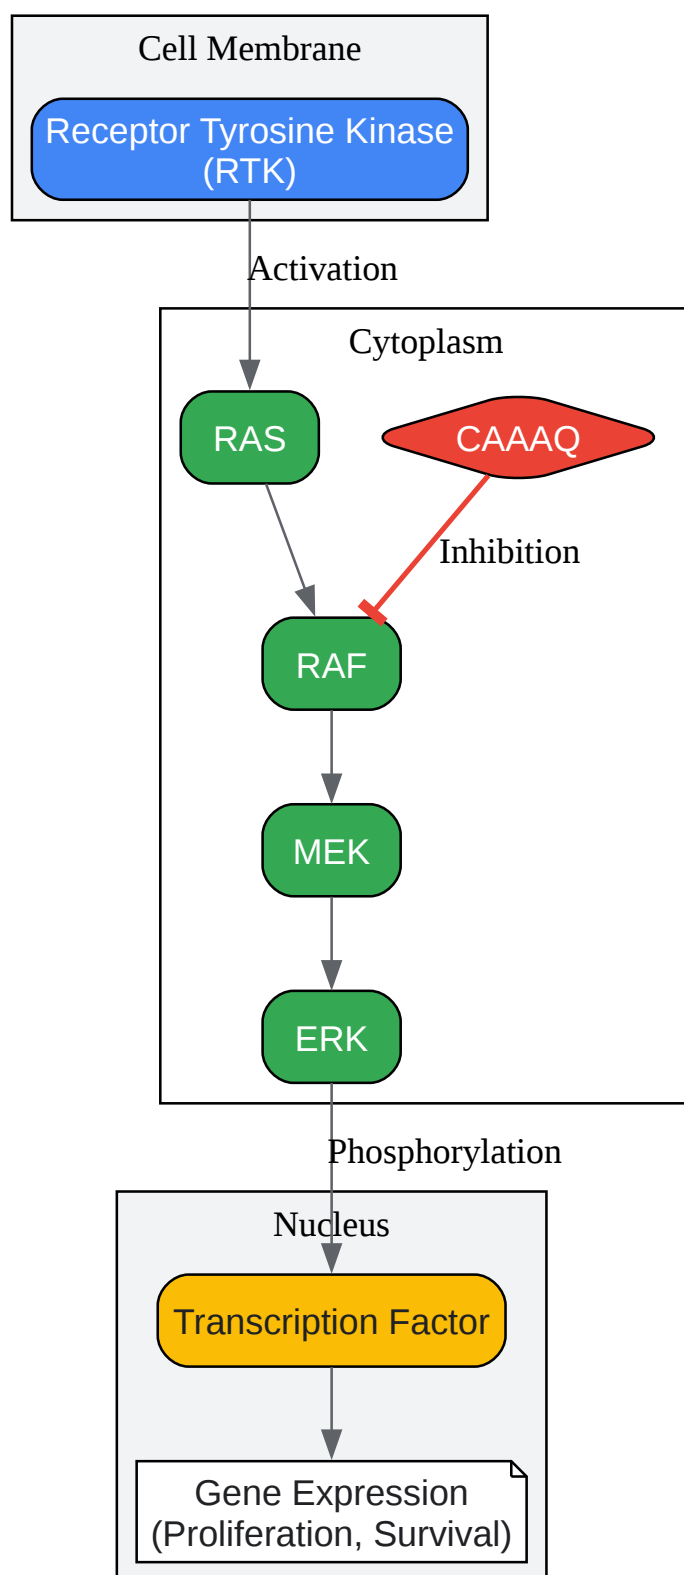 Cell Membrane
Receptor Tyrosine Kinase
(RTK)
Activation
Cytoplasm
RAS
CAAAQ
Inhibition
RAF
MEK
ERK
Phosphorylation
Nucleus
Transcription Factor
Gene Expression
(Proliferation, Survival)